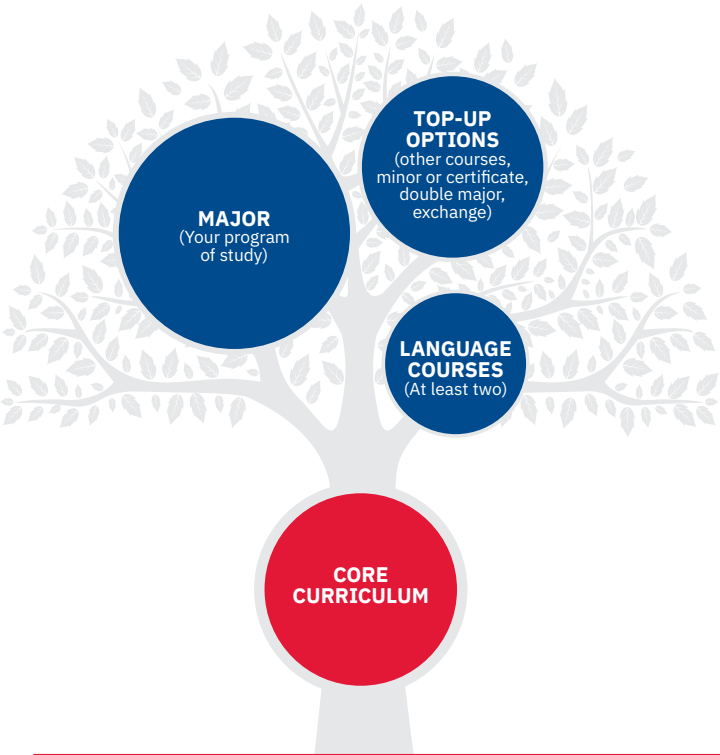 TOP-UP
OPTIONS
(other courses,
minor or certificate,
double major,
exchange)
MAJOR
(Your program
of study)
LANGUAGE
COURSES
(At least two)
CORE
CURRICULUM